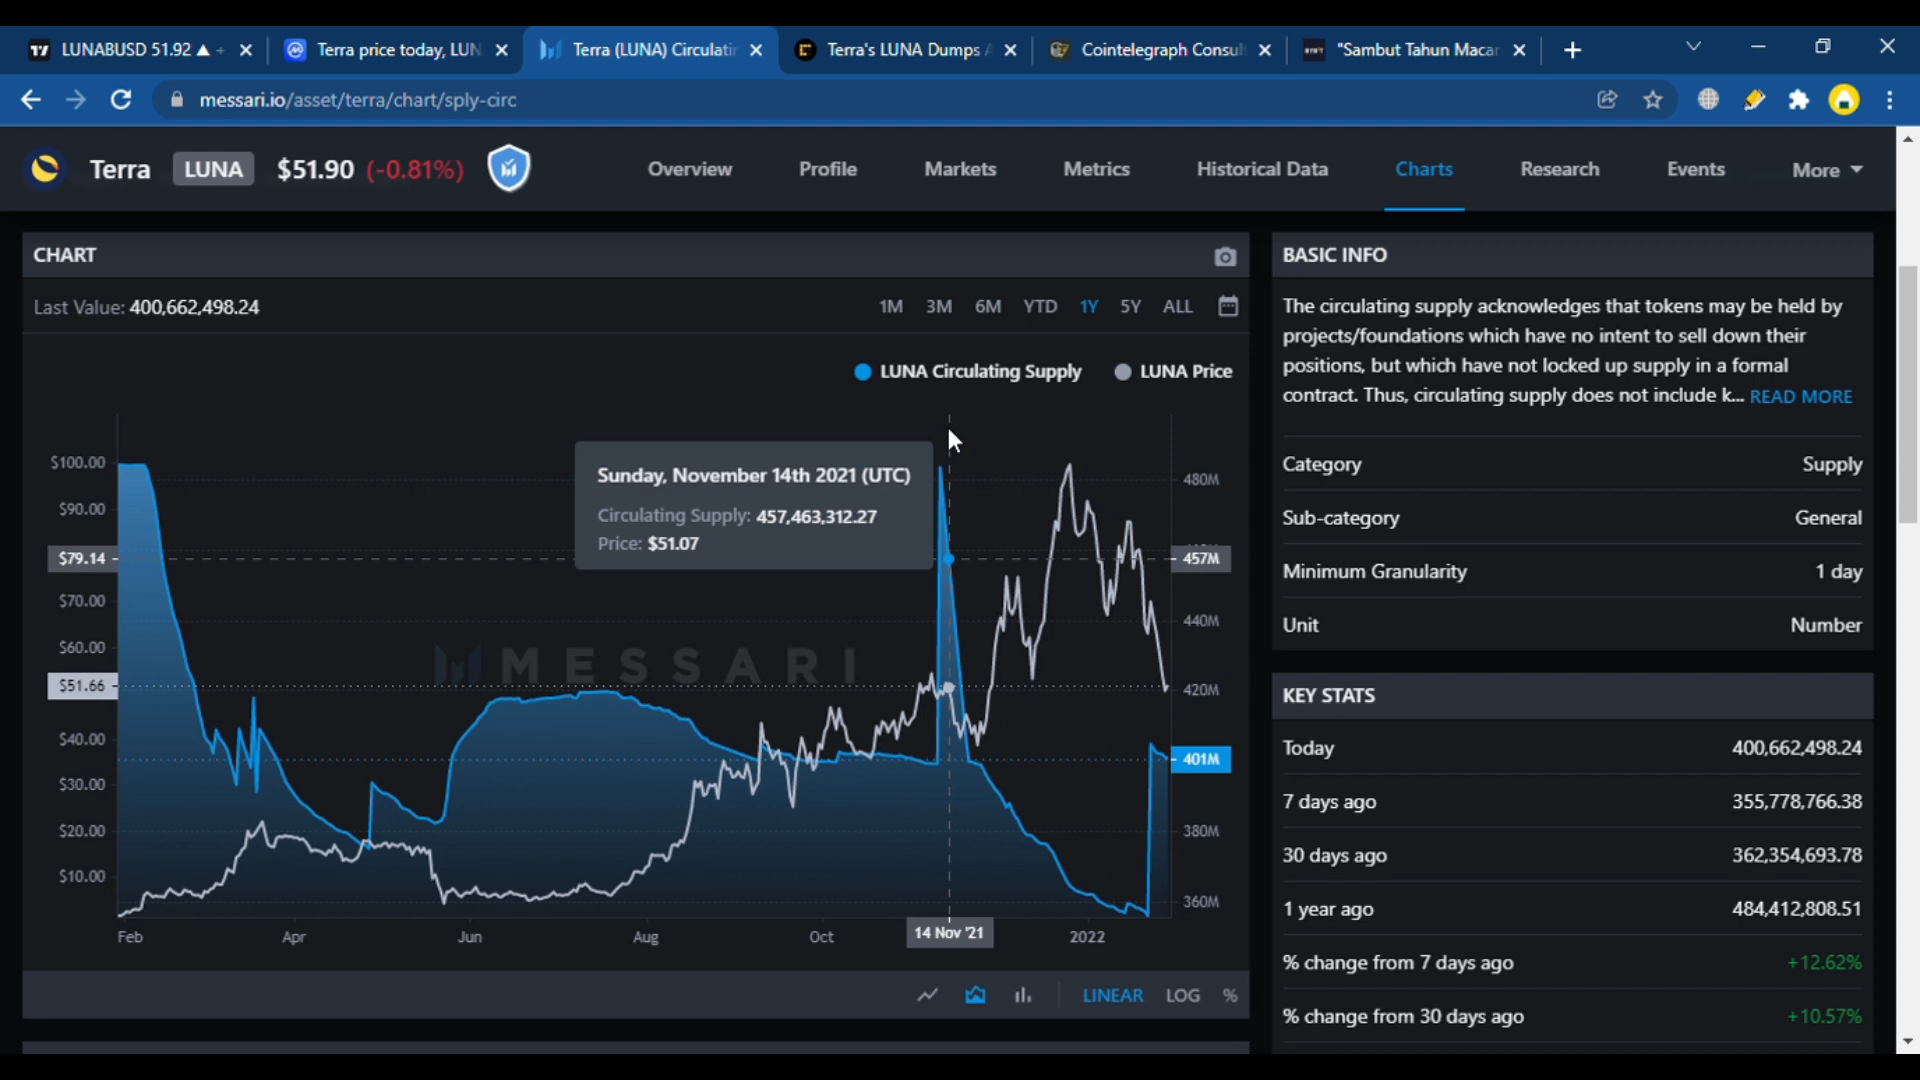 LUNABUSD 51.92 ▲ +
Terra price today, LUN
Terra (LUNA) Circulatin
Terra's LUNA Dumps A
Cointelegraph Consult
"Sambut Tahun Macan
messari.io/asset/terra/chart/sply-circ
Terra LUNA $51.90 (-0.81%)
Overview Profile Markets Metrics Historical Data Charts Research Events More
CHART
Last Value: 400,662,498.24
1M 3M 6M YTD 1Y 5Y ALL
LUNA Circulating Supply LUNA Price
Sunday, November 14th 2021 (UTC)
Circulating Supply: 457,463,312.27
Price: $51.07
$100.00
$90.00
$79.14
$70.00
$60.00
$51.66
$40.00
$30.00
$20.00
$10.00
MESSARI
480M
457M
440M
420M
401M
380M
360M
Feb Apr Jun Aug Oct 14 Nov '21 2022
LINEAR LOG %
BASIC INFO
The circulating supply acknowledges that tokens may be held by
projects/foundations which have no intent to sell down their
positions, but which have not locked up supply in a formal
contract. Thus, circulating supply does not include k... READ MORE
Category Supply
Sub-category General
Minimum Granularity 1 day
Unit Number
KEY STATS
Today 400,662,498.24
7 days ago 355,778,766.38
30 days ago 362,354,693.78
1 year ago 484,412,808.51
% change from 7 days ago +12.62%
% change from 30 days ago +10.57%